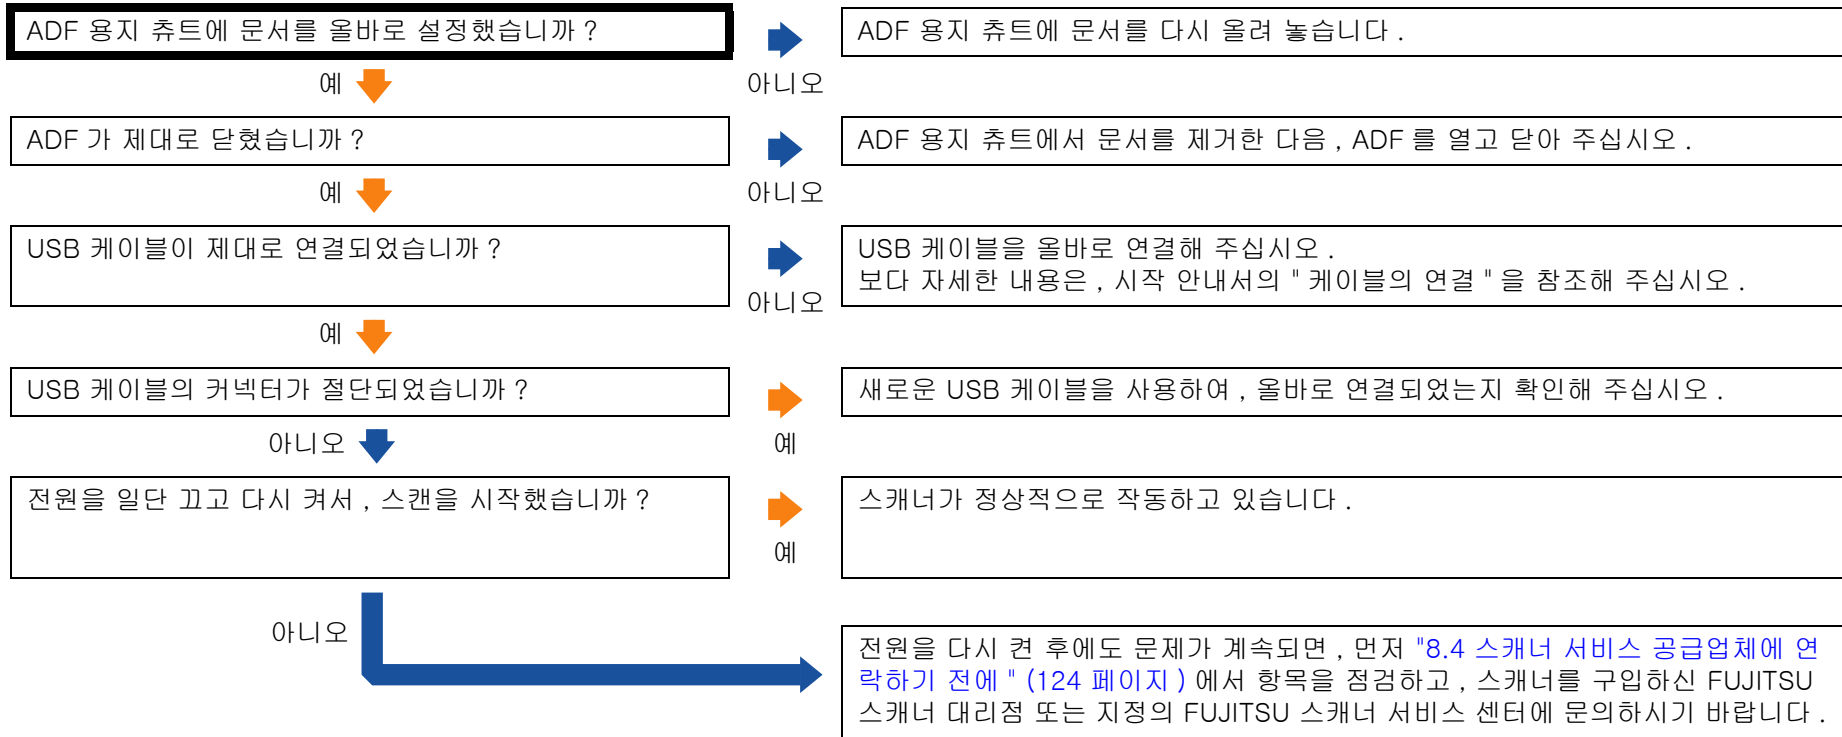 ADF 용지 츄트에 문서를 올바로 설정했습니까 ?
ADF 용지 츄트에 문서를 다시 올려 놓습니다 .
예
아니오
ADF 가 제대로 닫혔습니까 ?
ADF 용지 츄트에서 문서를 제거한 다음 , ADF 를 열고 닫아 주십시오 .
예
아니오
USB 케이블이 제대로 연결되었습니까 ?
USB 케이블을 올바로 연결해 주십시오 .
보다 자세한 내용은 , 시작 안내서의 " 케이블의 연결 " 을 참조해 주십시오 .
아니오
예
USB 케이블의 커넥터가 절단되었습니까 ?
새로운 USB 케이블을 사용하여 , 올바로 연결되었는지 확인해 주십시오 .
아니오
예
전원을 일단 끄고 다시 켜서 , 스캔을 시작했습니까 ?
스캐너가 정상적으로 작동하고 있습니다 .
예
아니오
전원을 다시 켠 후에도 문제가 계속되면 , 먼저 "8.4 스캐너 서비스 공급업체에 연
락하기 전에 " (124 페이지 ) 에서 항목을 점검하고 , 스캐너를 구입하신 FUJITSU
스캐너 대리점 또는 지정의 FUJITSU 스캐너 서비스 센터에 문의하시기 바랍니다 .